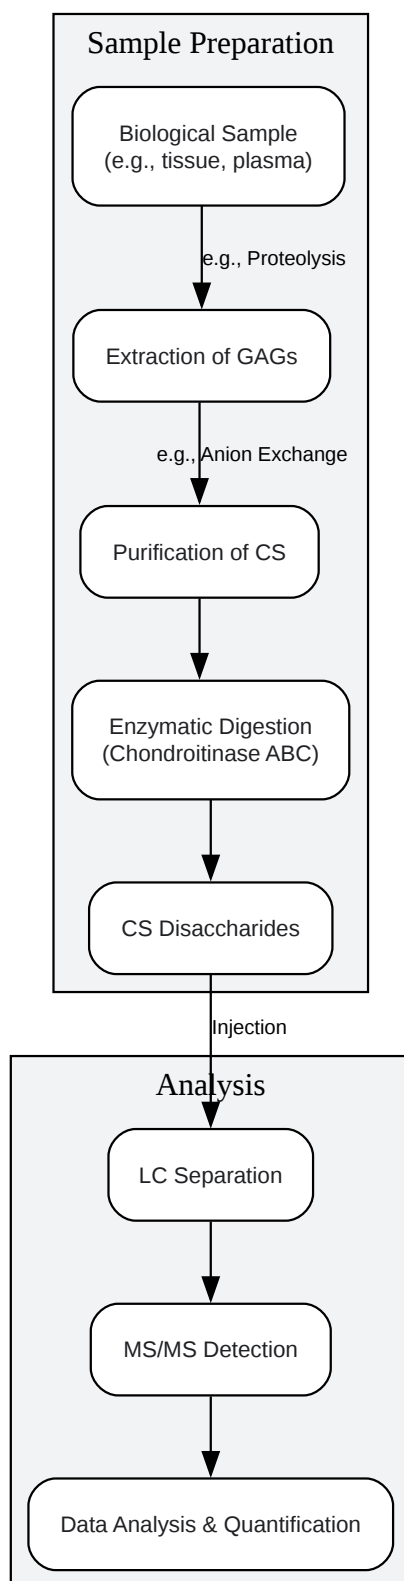 Sample Preparation
Biological Sample
(e.g., tissue, plasma)
e.g., Proteolysis
Extraction of GAGs
e.g., Anion Exchange
Purification of CS
Enzymatic Digestion
(Chondroitinase ABC)
CS Disaccharides
Injection
Analysis
LC Separation
MS/MS Detection
Data Analysis & Quantification